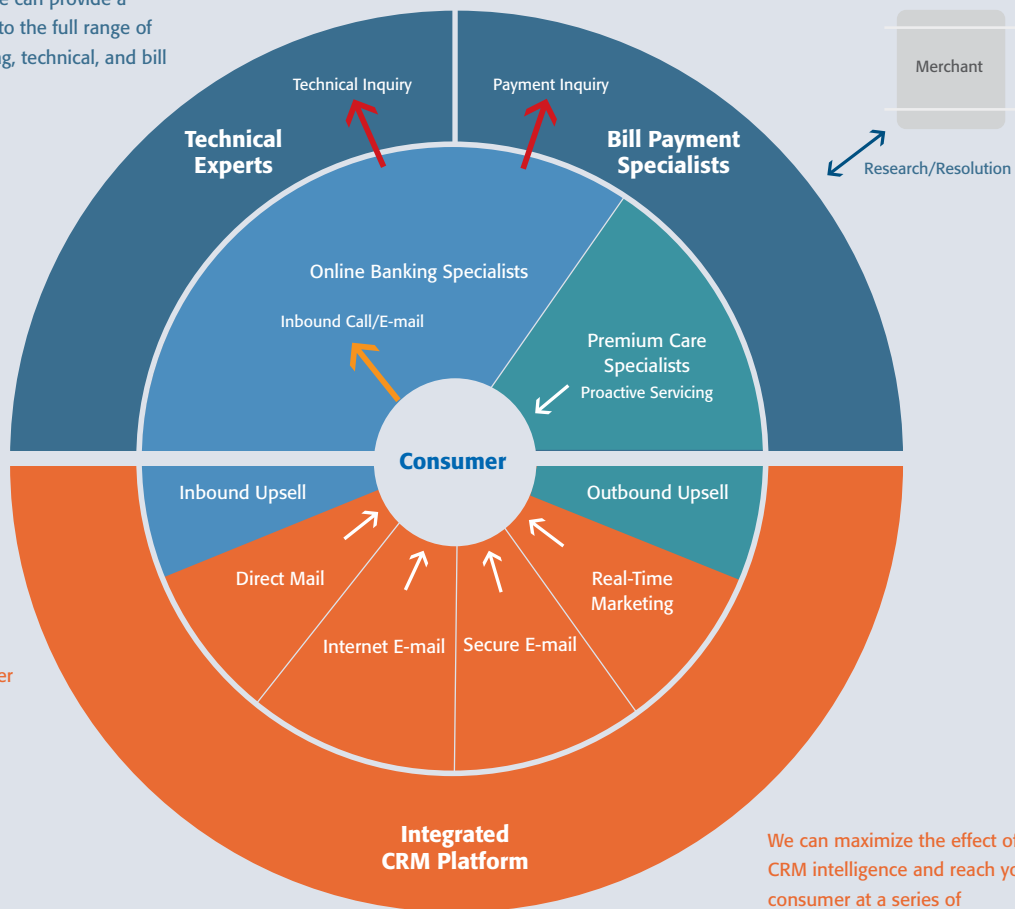 e can provide a
to the full range of
g, technical, and bill
Merchant
Research/Resolution
Technical Inquiry
Payment Inquiry
Technical
Experts
Bill Payment
Specialists
Online Banking Specialists
Inbound Call/E-mail
Premium Care
Specialists
Proactive Servicing
Consumer
Inbound Upsell
Outbound Upsell
Direct Mail
Real-Time
Marketing
Internet E-mail
Secure E-mail
er
Integrated
CRM Platform
We can maximize the effect of
CRM intelligence and reach yo
consumer at a series of